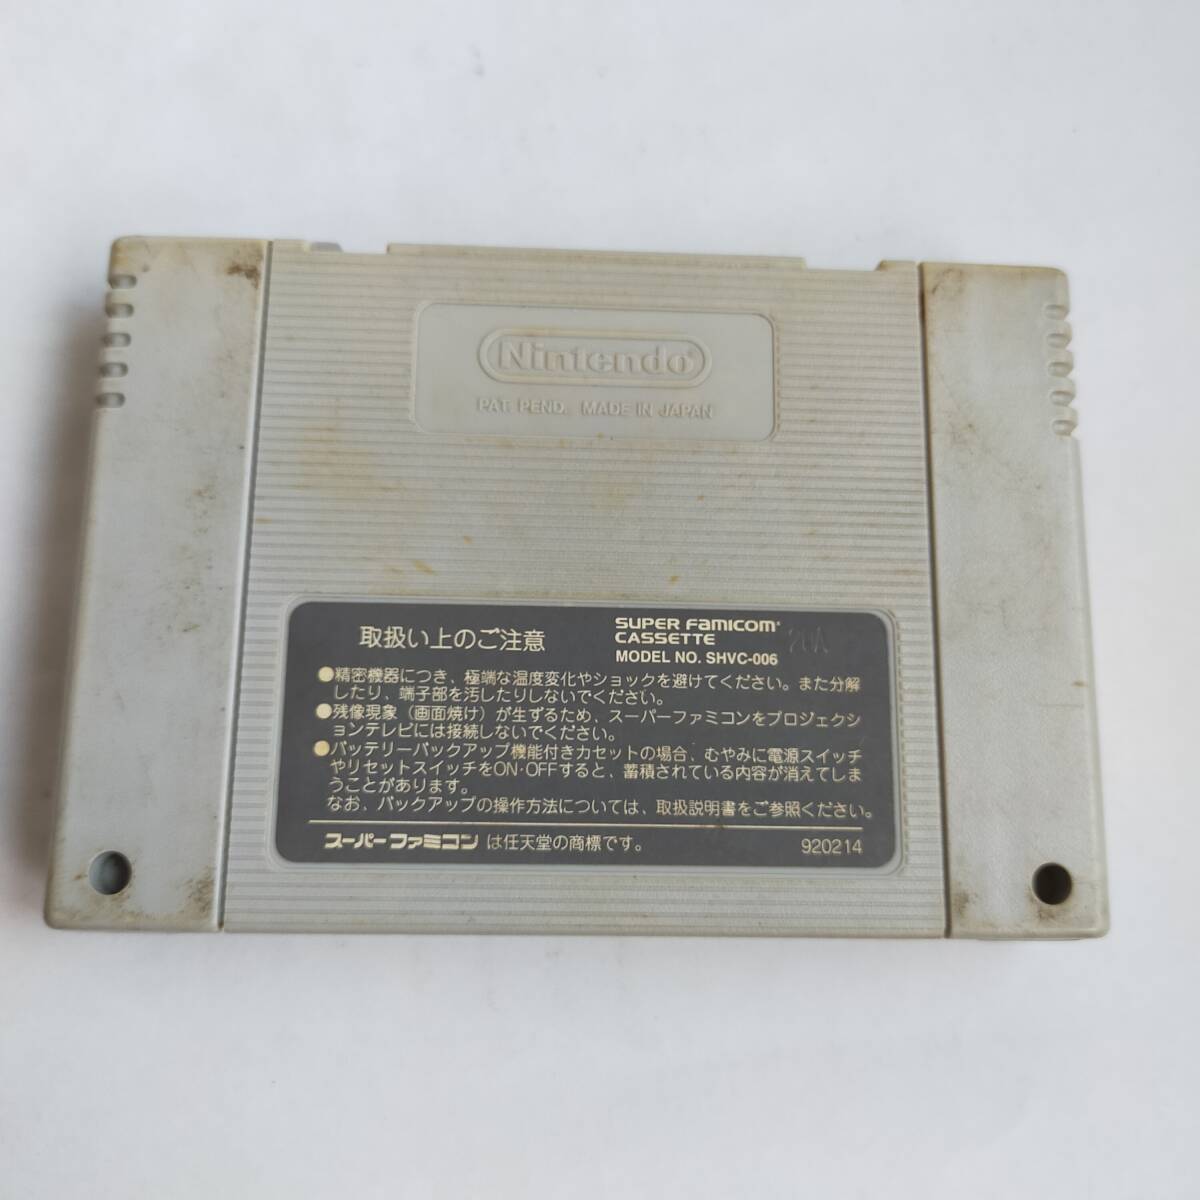 Nintendo®
PAT. PEND. MADE IN JAPAN
取扱い上のご注意
SUPER FAMICOM®
CASSETTE
MODEL NO. SHVC-006
●精密機器につき、極端な温度変化やショックを避けてください。また分解
したり、端子部を汚したりしないでください。
●残像現象（画面焼け）が生ずるため、スーパーファミコンをプロジェクシ
ョンテレビには接続しないでください。
●バッテリーバックアップ機能付きカセットの場合、むやみに電源スイッチ
やリセットスイッチをON・OFFすると、蓄積されている内容が消えてしま
うことがあります。
なお、バックアップの操作方法については、取扱説明書をご参照ください。
スーパーファミコン は任天堂の商標です。
920214